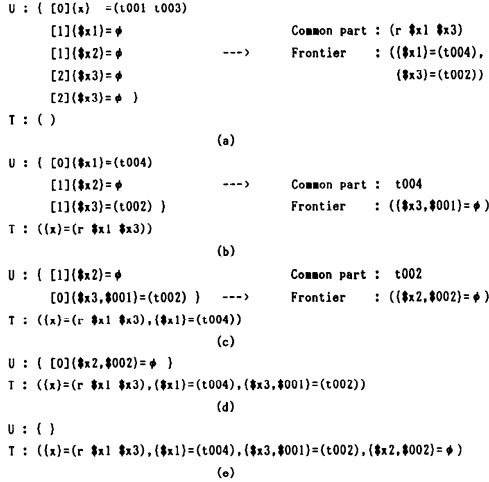 U : { [0]{x} =(t001 t003)
[1]{$x1}=ϕ Common part : (r $x1 $x3)
[1]{$x2}=ϕ ---> Frontier : (({$x1}=(t004),
[2]{$x3}=ϕ {$x3}=(t002))
[2]{$x3}=ϕ }
T : ( )
(a)
U : { [0]{$x1}=(t004)
[1]{$x2}=ϕ ---> Common part : t004
[1]{$x3}=(t002) } Frontier : (({$x3,$001}=ϕ)
T : (({x}=(r $x1 $x3))
(b)
U : { [1]{$x2}=ϕ Common part : t002
[0]{$x3,$001}=(t002) } ---> Frontier : (({$x2,$002}=ϕ)
T : (({x}=(r $x1 $x3),{$x1}=(t004))
(c)
U : { [0]{$x2,$002}=ϕ }
T : (({x}=(r $x1 $x3),{$x1}=(t004),{$x3,$001}=(t002))
(d)
U : { }
T : (({x}=(r $x1 $x3),{$x1}=(t004),{$x3,$001}=(t002),{$x2,$002}=ϕ)
(e)